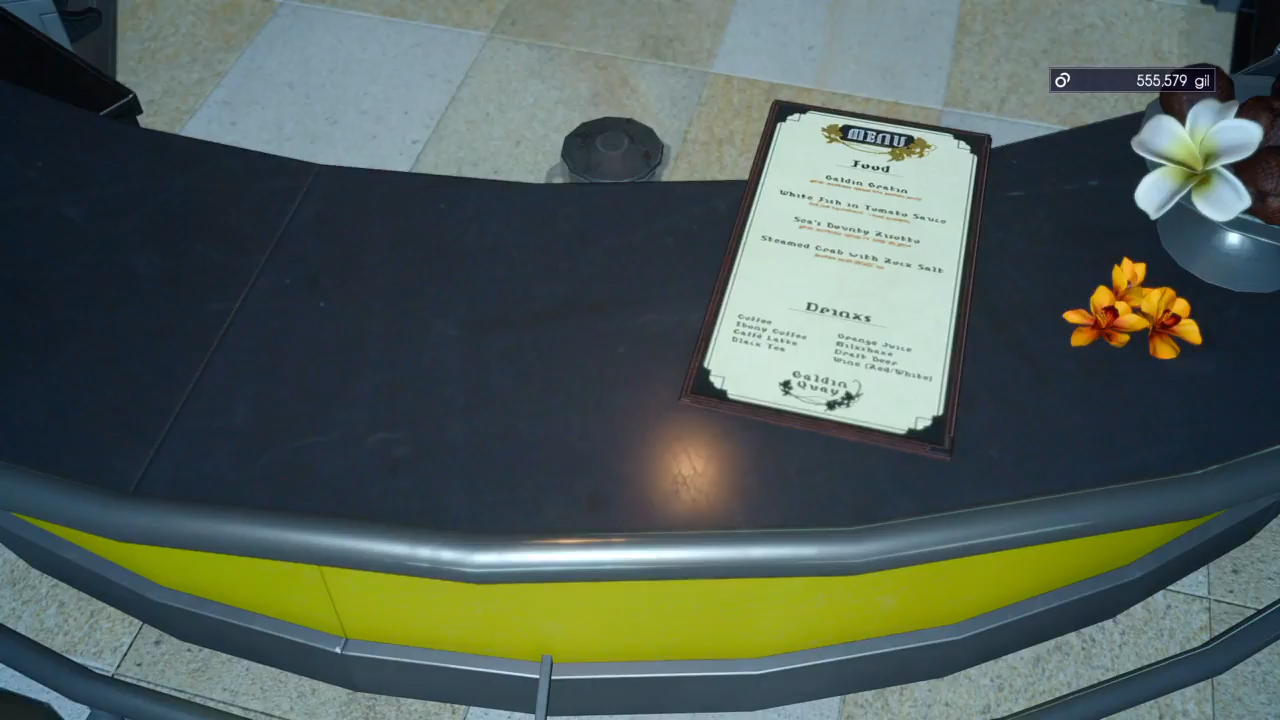 555,579 gil
MENU
Food
Galdin Gratin
White Fish in Tomato Sauce
Sea's Bounty Risotto
Steamed Crab with Rock Salt
Drinks
Coffee
Ebony Coffee
Caffè Latte
Black Tea
Orange Juice
Milkshake
Draft Beer
Wine (Red/White)
Galdin
Quay